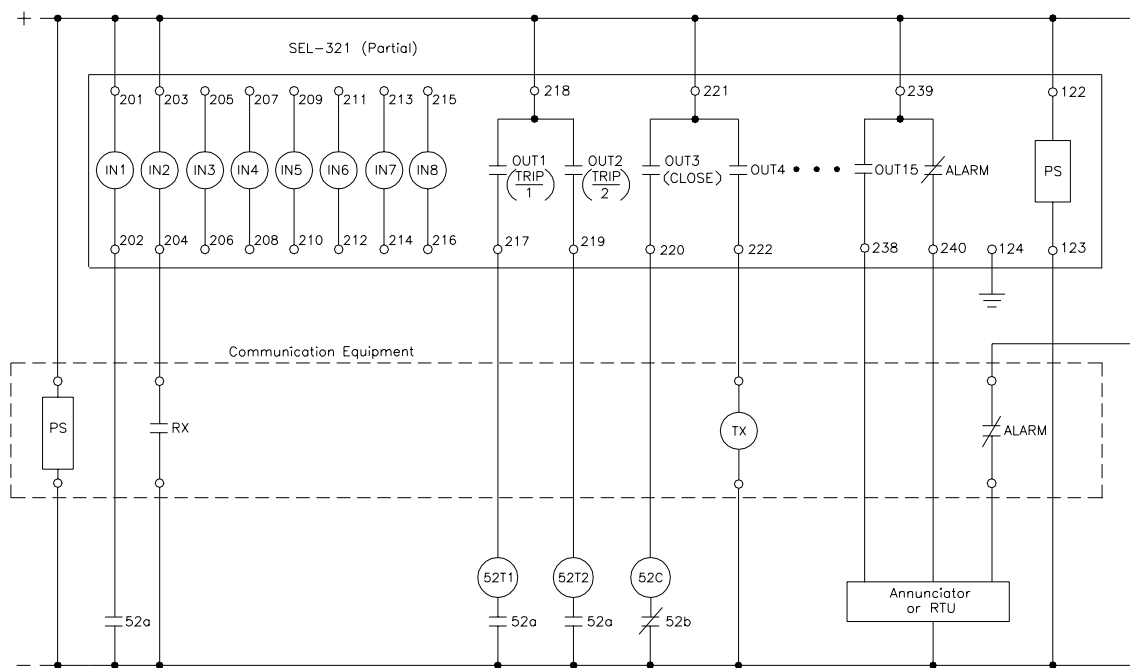 +
SEL-321 (Partial)
201 203 205 207 209 211 213 215 218 221 239 122
IN1 IN2 IN3 IN4 IN5 IN6 IN7 IN8
OUT1
(TRIP
1)
OUT2
(TRIP
2)
OUT3
(CLOSE)
OUT4 • • • OUT15
ALARM
PS
202 204 206 208 210 212 214 216 217 219 220 222 238 240 124 123
Communication Equipment
PS
RX
TX
ALARM
52T1 52T2 52C
52a 52a 52a 52b
Annunciator
or RTU
−